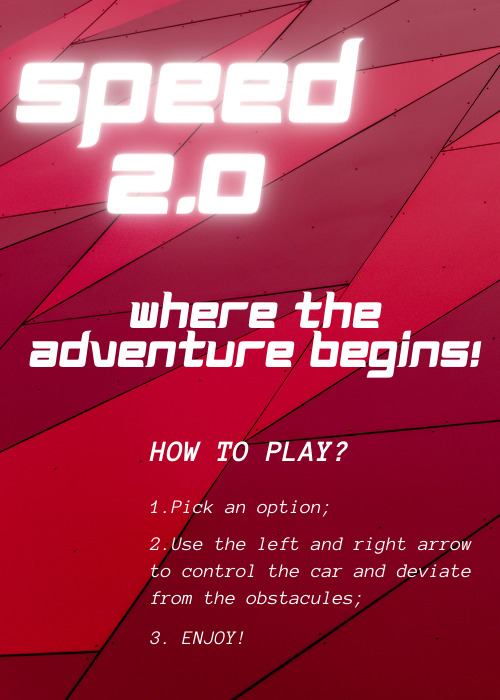 speed
2.0
where the
adventure begins!
HOW TO PLAY?
1.Pick an option;
2.Use the left and right arrow
to control the car and deviate
from the obstacules;
3. ENJOY!